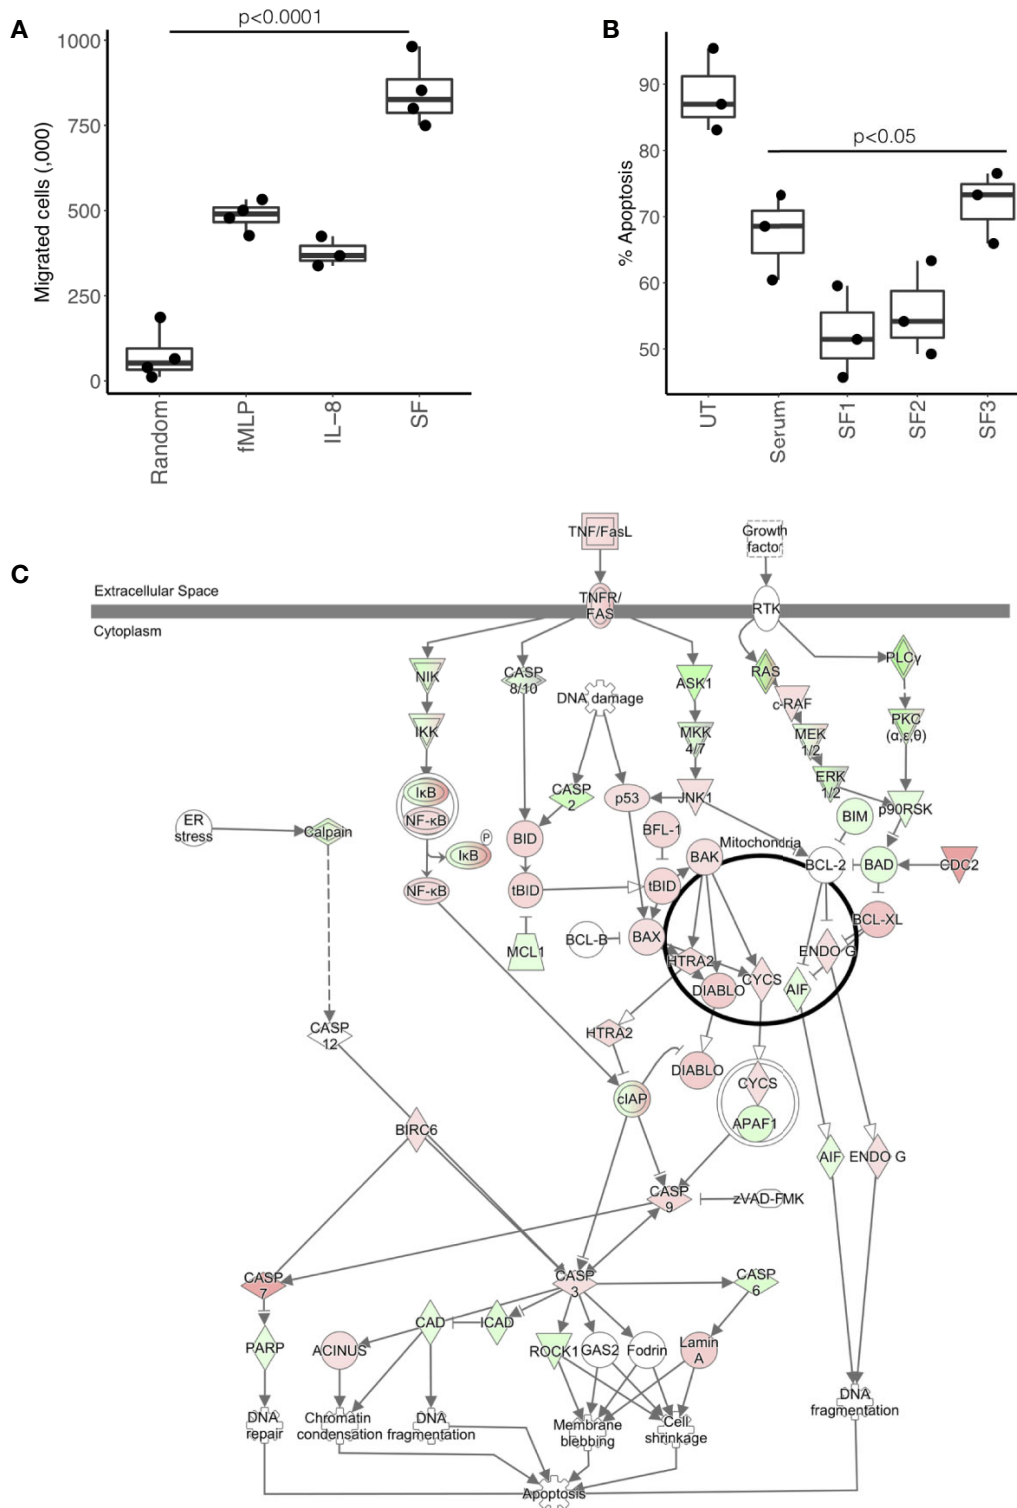 A
p<0.0001
1000
750
500
250
0
Migrated cells (,000)
Random
fMLP
IL-8
SF
B
p<0.05
90
80
70
60
50
% Apoptosis
UT
Serum
SF1
SF2
SF3
C
TNF/FasL
Growth
factor
Extracellular Space
TNFR/
FAS
RTK
Cytoplasm
NIK
CASP
8/10
DNA damage
ASK1
RAS
PLCγ
c-RAF
IKK
MKK
4/7
MEK
1/2
PKC
(α,ε,θ)
ERK
1/2
IκB
NF-κB
CASP
2
p53
JNK1
p90RSK
BIM
ER
stress
Calpain
P
IκB
BID
BFL-1
Mitochondria
BAK
BCL-2
BAD
CDC2
NF-κB
tBID
tBID
BCL-XL
MCL1
BCL-B
BAX
ENDO G
HTRA2
CYCS
DIABLO
AIF
CASP
12
HTRA2
DIABLO
CYCS
APAF1
cIAP
BIRC6
AIF
ENDO G
CASP
9
zVAD-FMK
CASP
7
CASP
3
CASP
6
PARP
ACINUS
CAD
ICAD
ROCK1
GAS2
Fodrin
Lamin
A
DNA
repair
Chromatin
condensation
DNA
fragmentation
Membrane
blebbing
Cell
shrinkage
DNA
fragmentation
Apoptosis